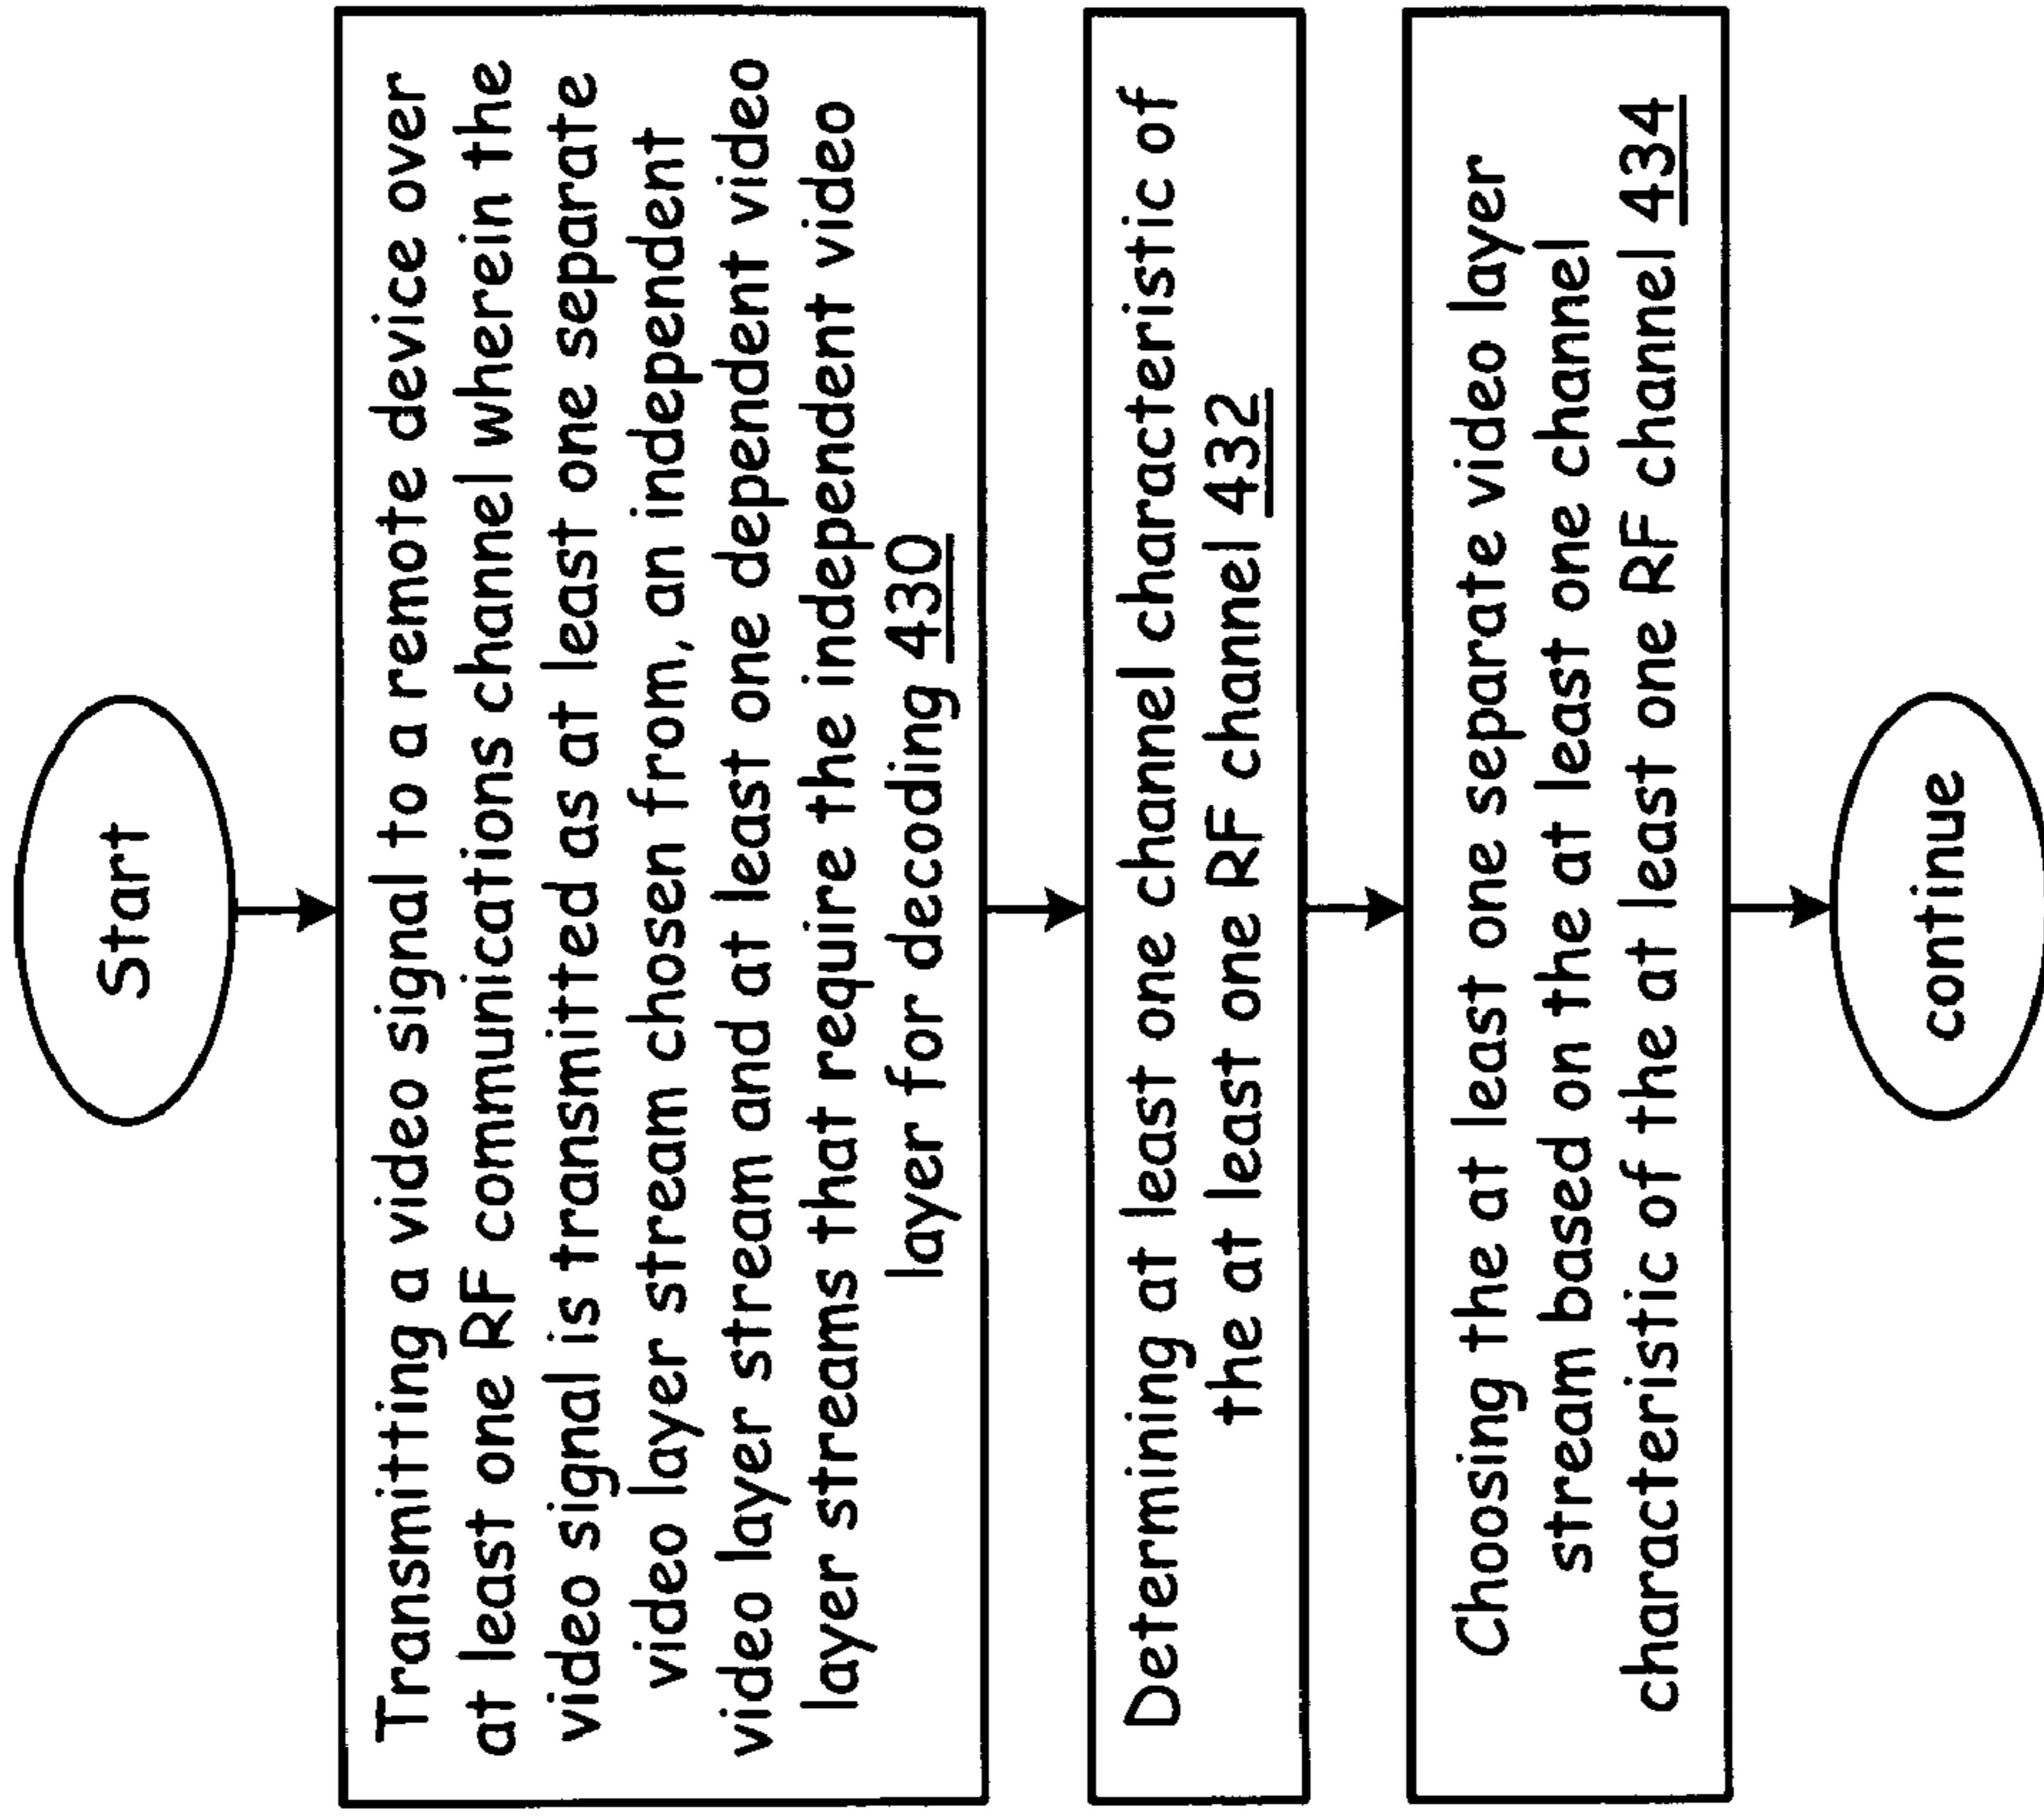 Start
Transmitting a video signal to a remote device over
at least one RF communications channel wherein the
video signal is transmitted as at least one separate
video layer stream chosen from, an independent
video layer stream and at least one dependent video
layer streams that require the independent video
layer for decoding 430
Determining at least one channel characteristic of
the at least one RF channel 432
Choosing the at least one separate video layer
stream based on the at least one channel
characteristic of the at least one RF channel 434
continue